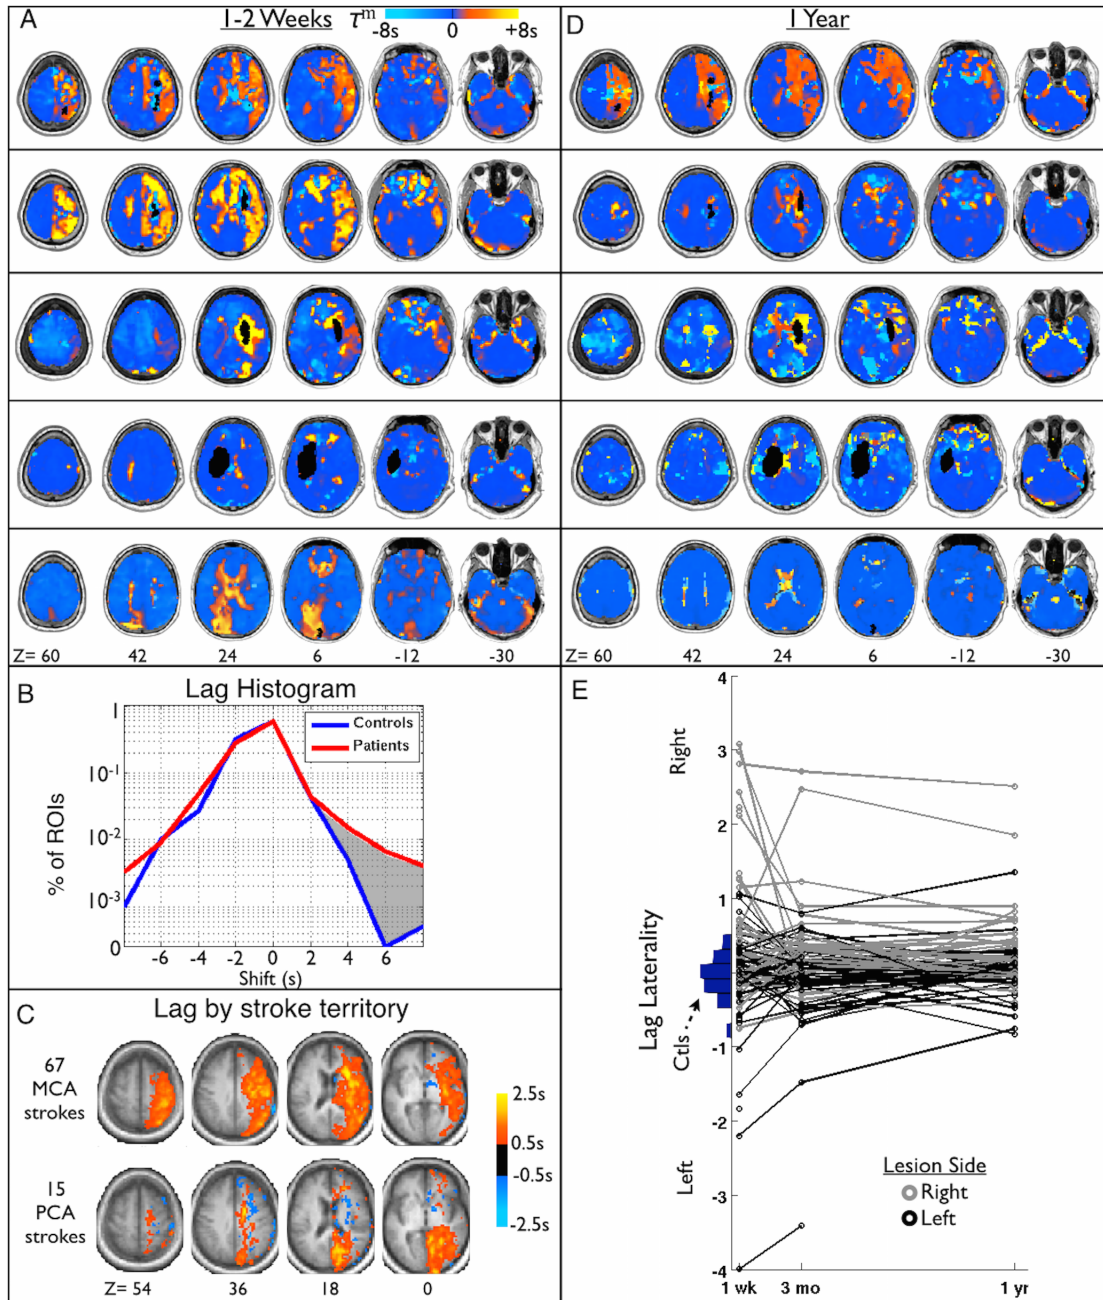 A
1-2 Weeks
τm
-8s 0 +8s
D
1 Year
Z= 60 42 24 6 -12 -30
Z= 60 42 24 6 -12 -30
B
Lag Histogram
Controls
Patients
% of ROIs
1
10-1
10-2
10-3
0
-6 -4 -2 0 2 4 6
Shift (s)
C
Lag by stroke territory
67
MCA
strokes
15
PCA
strokes
2.5s
0.5s
-0.5s
-2.5s
Z= 54 36 18 0
E
Lag Laterality
Right
Left
Ctls
4
3
2
1
-1
-2
-3
-4
1 wk 3 mo 1 yr
Lesion Side
Right
Left